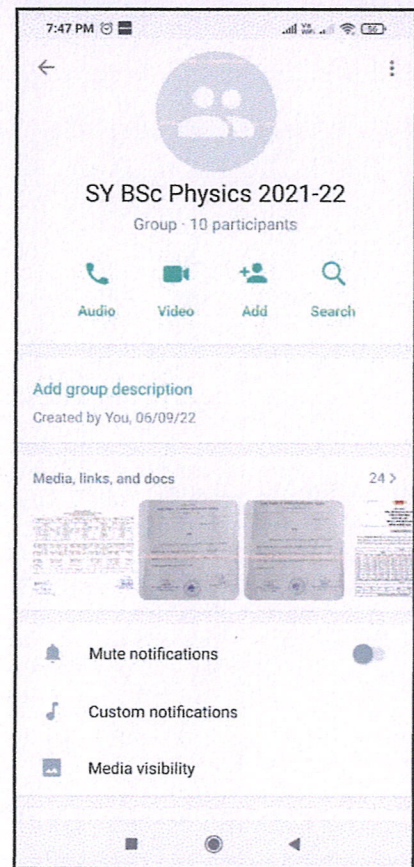 7:47 PM
56
SY BSc Physics 2021-22
Group · 10 participants
Audio Video Add Search
Add group description
Created by You, 06/09/22
Media, links, and docs 24 >
Mute notifications
Custom notifications
Media visibility